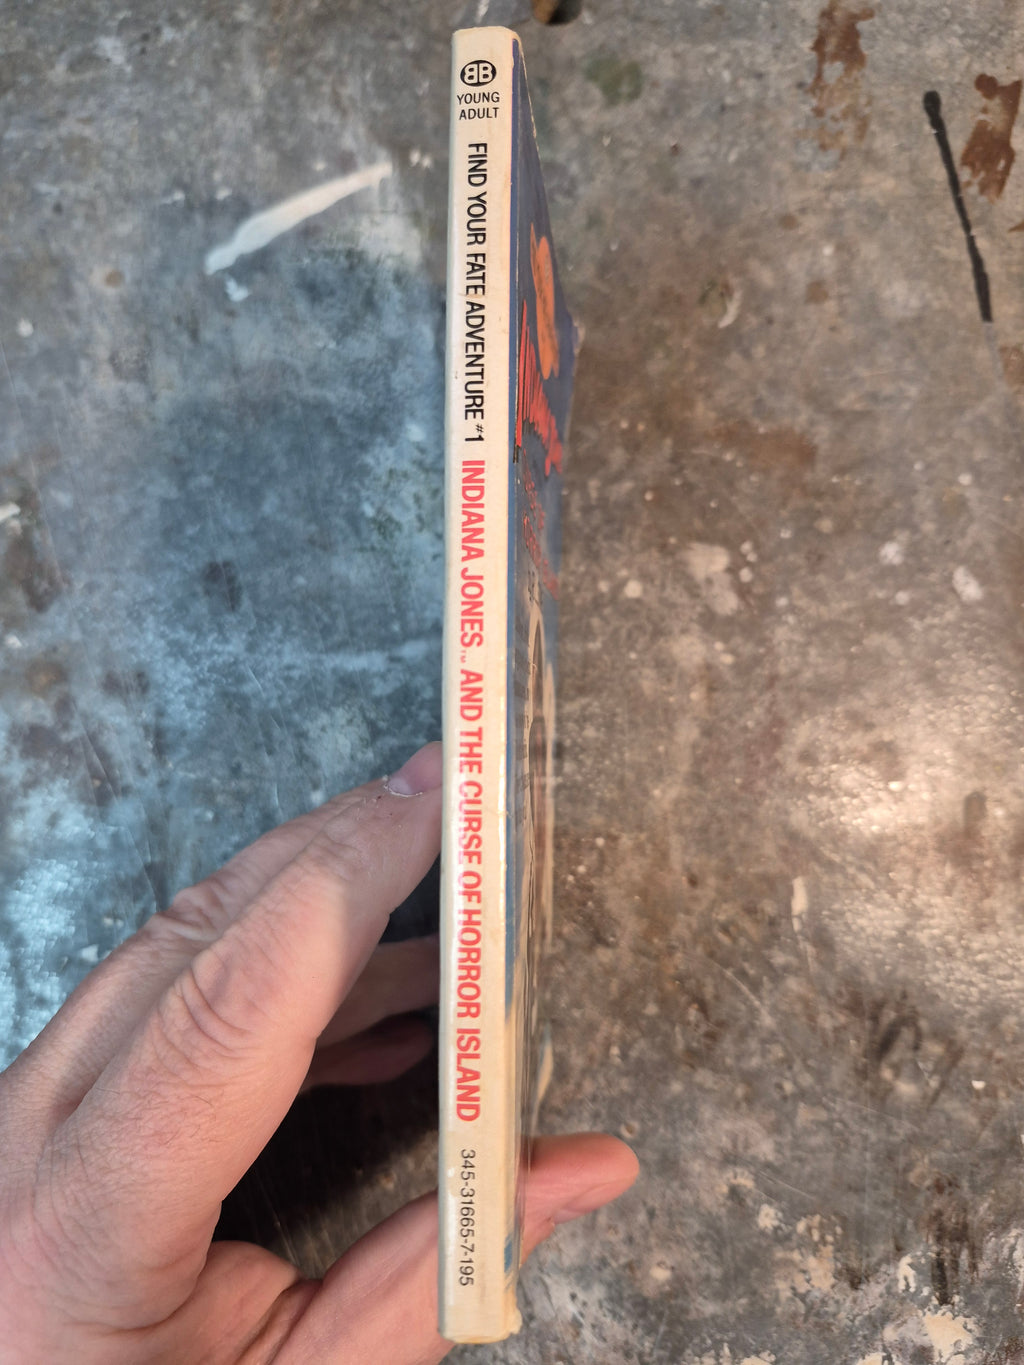 BB
YOUNG
ADULT
FIND YOUR FATE ADVENTURE #1 INDIANA JONES™ AND THE CURSE OF HORROR ISLAND 345-31665-7-195